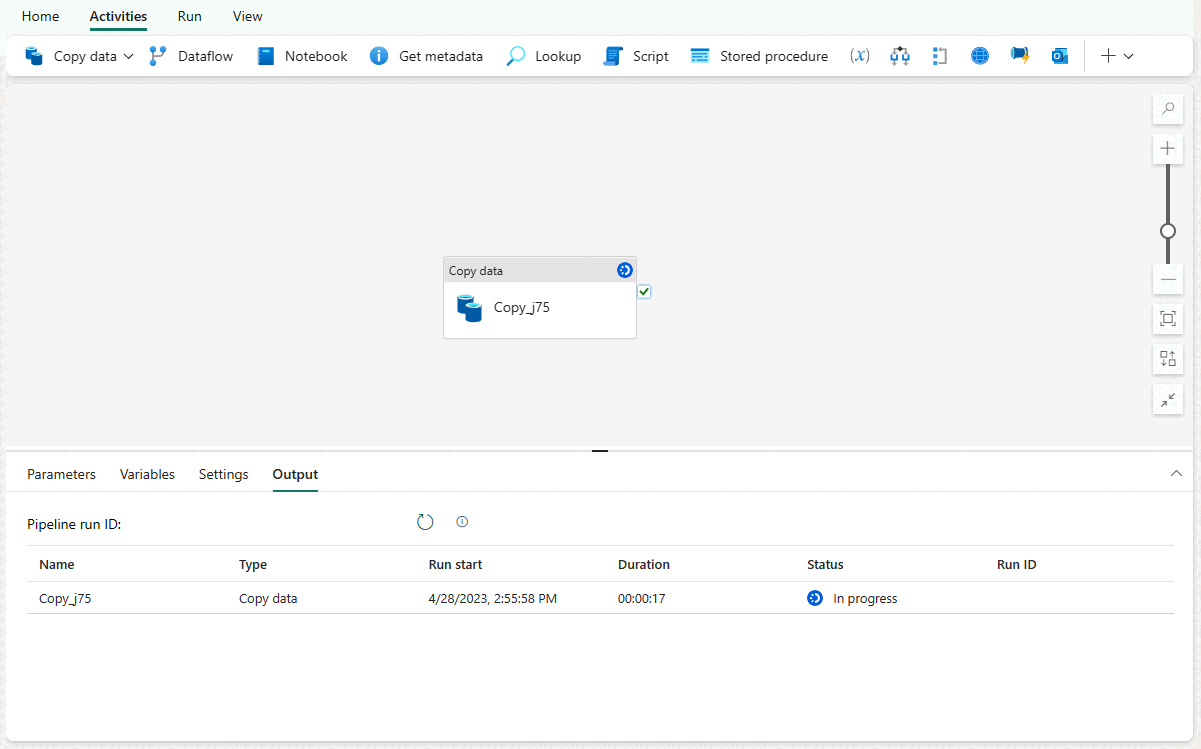 Home Activities Run View
Copy data Dataflow Notebook Get metadata Lookup Script Stored procedure (x)
Copy data
Copy_j75
Parameters Variables Settings Output
Pipeline run ID:
Name Type Run start Duration Status Run ID
Copy_j75 Copy data 4/28/2023, 2:55:58 PM 00:00:17 In progress